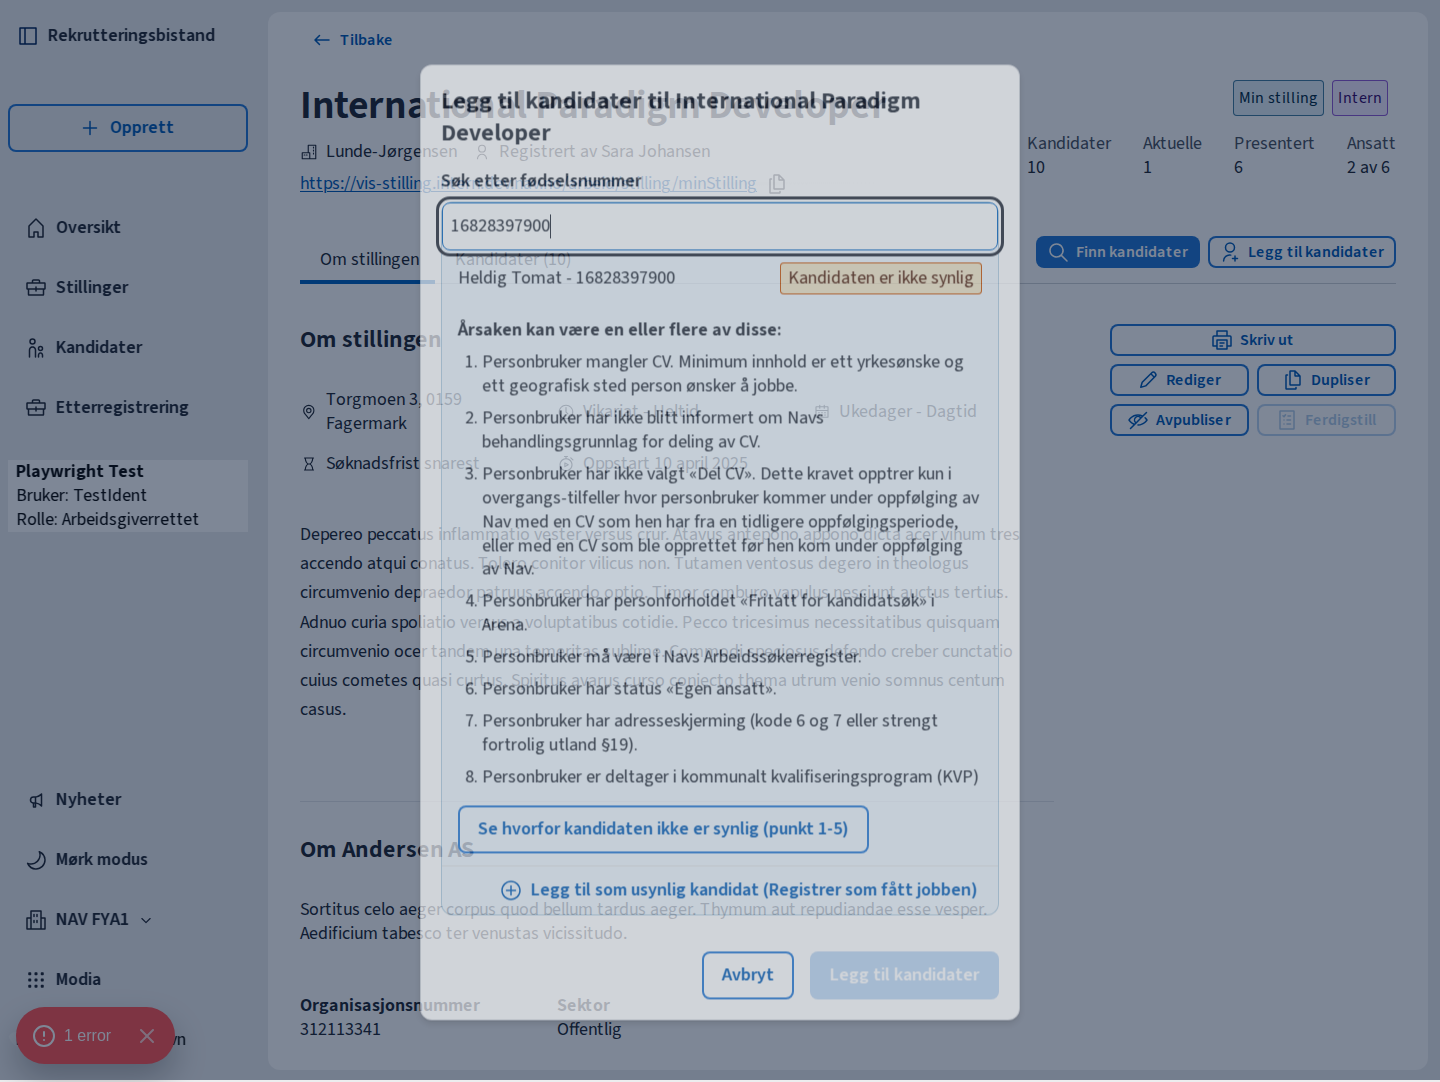 Rekrutteringsbistand
Opprett
Oversikt
Stillinger
Kandidater
Etterregistrering
Playwright Test
Bruker: TestIdent
Rolle: Arbeidsgiverrettet
Nyheter
Mørk modus
NAV FYA1
Modia
1 error
vn
Tilbake
International Paradigm Developer
Min stilling
Intern
Lunde-Jørgensen
Registrert av Sara Johansen
https://vis-stilling.
stilling/minStilling
Kandidater
10
Aktuelle
1
Presentert
6
Ansatt
2 av 6
Om stillingen
Kandidater (10)
Finn kandidater
Legg til kandidater
Om stillingen
Skriv ut
Rediger
Dupliser
Avpubliser
Ferdigstill
Torgmoen 3, 0159
Fagermark
Vikariat - Heltid
Ukedager - Dagtid
Søknadsfrist snarest
Oppstart 10 april 2025
Depereo peccatus inflammatio vester versus crur. Atavus antepono appono dicta acer vinum tres
accendo atqui conatus. Tolero conitor vilicus non. Tutamen ventosus degero in theologus
circumvenio depraedor patruus accendo optio. Timor comburo vapulus nesciunt auctus tertius.
Adnuo curia spoliatio versus voluptatibus cotidie. Pecco tricesimus necessitatibus quisquam
circumvenio ocer tandem una temeritas sublime. Commodi speciosus defendo creber cunctatio
cuius cometes quasi curtus. Spiritus avarus curso coniecto thema utrum venio somnus centum
casus.
Om Andersen AS
Sortitus celo aeger corpus quod bellum tardus aeger. Thymum aut repudiandae esse vesper.
Aedificium tabesco ter venustas vicissitudo.
Organisasjonsnummer
312113341
Sektor
Offentlig
Legg til kandidater til International Paradigm
Developer
Søk etter fødselsnummer
16828397900
Heldig Tomat - 16828397900
Kandidaten er ikke synlig
Årsaken kan være en eller flere av disse:
1. Personbruker mangler CV. Minimum innhold er ett yrkesønske og
ett geografisk sted person ønsker å jobbe.
2. Personbruker har ikke blitt informert om Navs
behandlingsgrunnlag for deling av CV.
3. Personbruker har ikke valgt «Del CV». Dette kravet opptrer kun i
overgangs-tilfeller hvor personbruker kommer under oppfølging av
Nav med en CV som hen har fra en tidligere oppfølgingsperiode,
eller med en CV som ble opprettet før hen kom under oppfølging
av Nav.
4. Personbruker har personforholdet «Fritatt for kandidatsøk» i
Arena.
5. Personbruker må være i Navs Arbeidssøkerregister.
6. Personbruker har status «Egen ansatt».
7. Personbruker har adresseskjerming (kode 6 og 7 eller strengt
fortrolig utland §19).
8. Personbruker er deltager i kommunalt kvalifiseringsprogram (KVP)
Se hvorfor kandidaten ikke er synlig (punkt 1-5)
Legg til som usynlig kandidat (Registrer som fått jobben)
Avbryt
Legg til kandidater